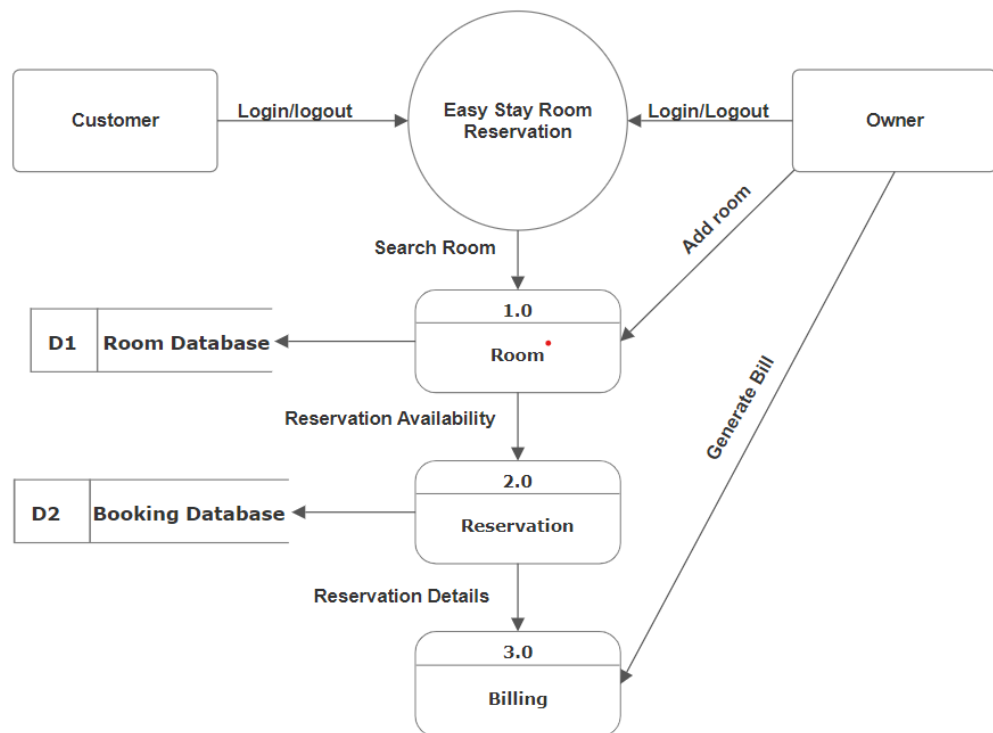 Customer
Login/logout
Easy Stay Room
Reservation
Login/Logout
Owner
Search Room
Add room
1.0
Room
D1
Room Database
Reservation Availability
Generate Bill
2.0
Reservation
D2
Booking Database
Reservation Details
3.0
Billing